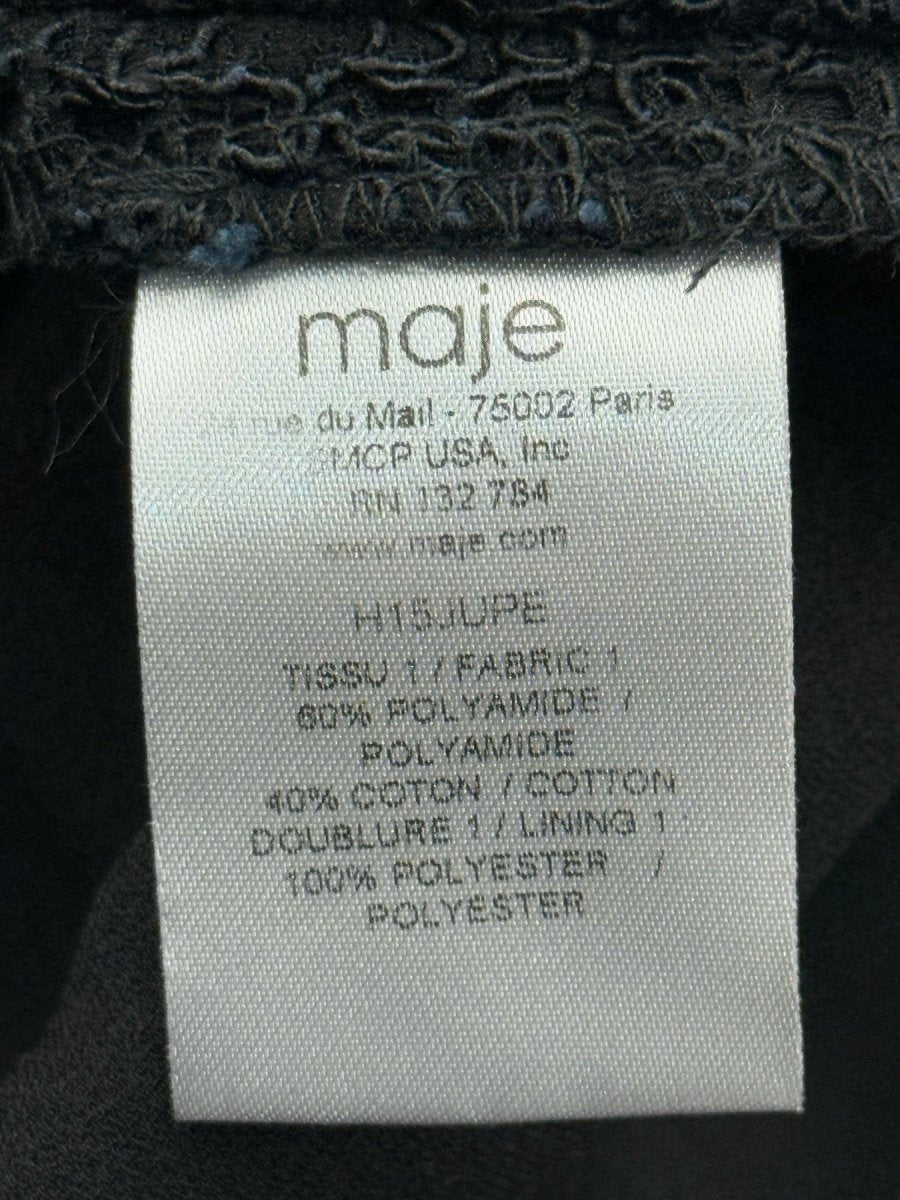 maje
rue du Mail - 75002 Paris
SMCP USA, Inc
RN 132 784
www.maje.com
H15JUPE
TISSU 1 / FABRIC 1
60% POLYAMIDE /
POLYAMIDE
40% COTON / COTTON
DOUBLURE 1 / LINING 1
100% POLYESTER /
POLYESTER